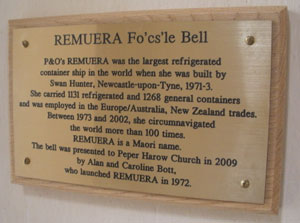 REMUERA Fo'cs'le Bell
P&O's REMUERA was the largest refrigerated
container ship in the world when she was built by
Swan Hunter, Newcastle-upon-Tyne, 1971-3.
She carried 1131 refrigerated and 1268 general containers
and was employed in the Europe/Australia, New Zealand trades.
Between 1973 and 2002, she circumnavigated
the world more than 100 times.
REMUERA is a Maori name.
The bell was presented to Peper Harow Church in 2009
by Alan and Caroline Bott,
who launched REMUERA in 1972.